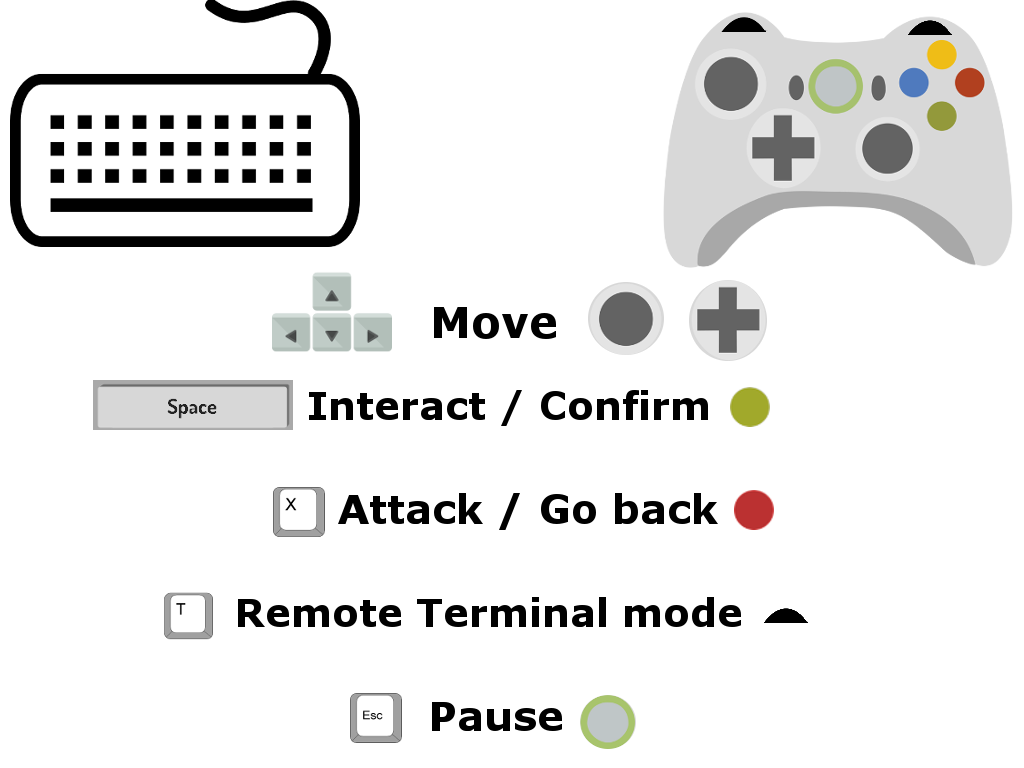 Move
Space Interact / Confirm
X Attack / Go back
T Remote Terminal mode
Esc Pause